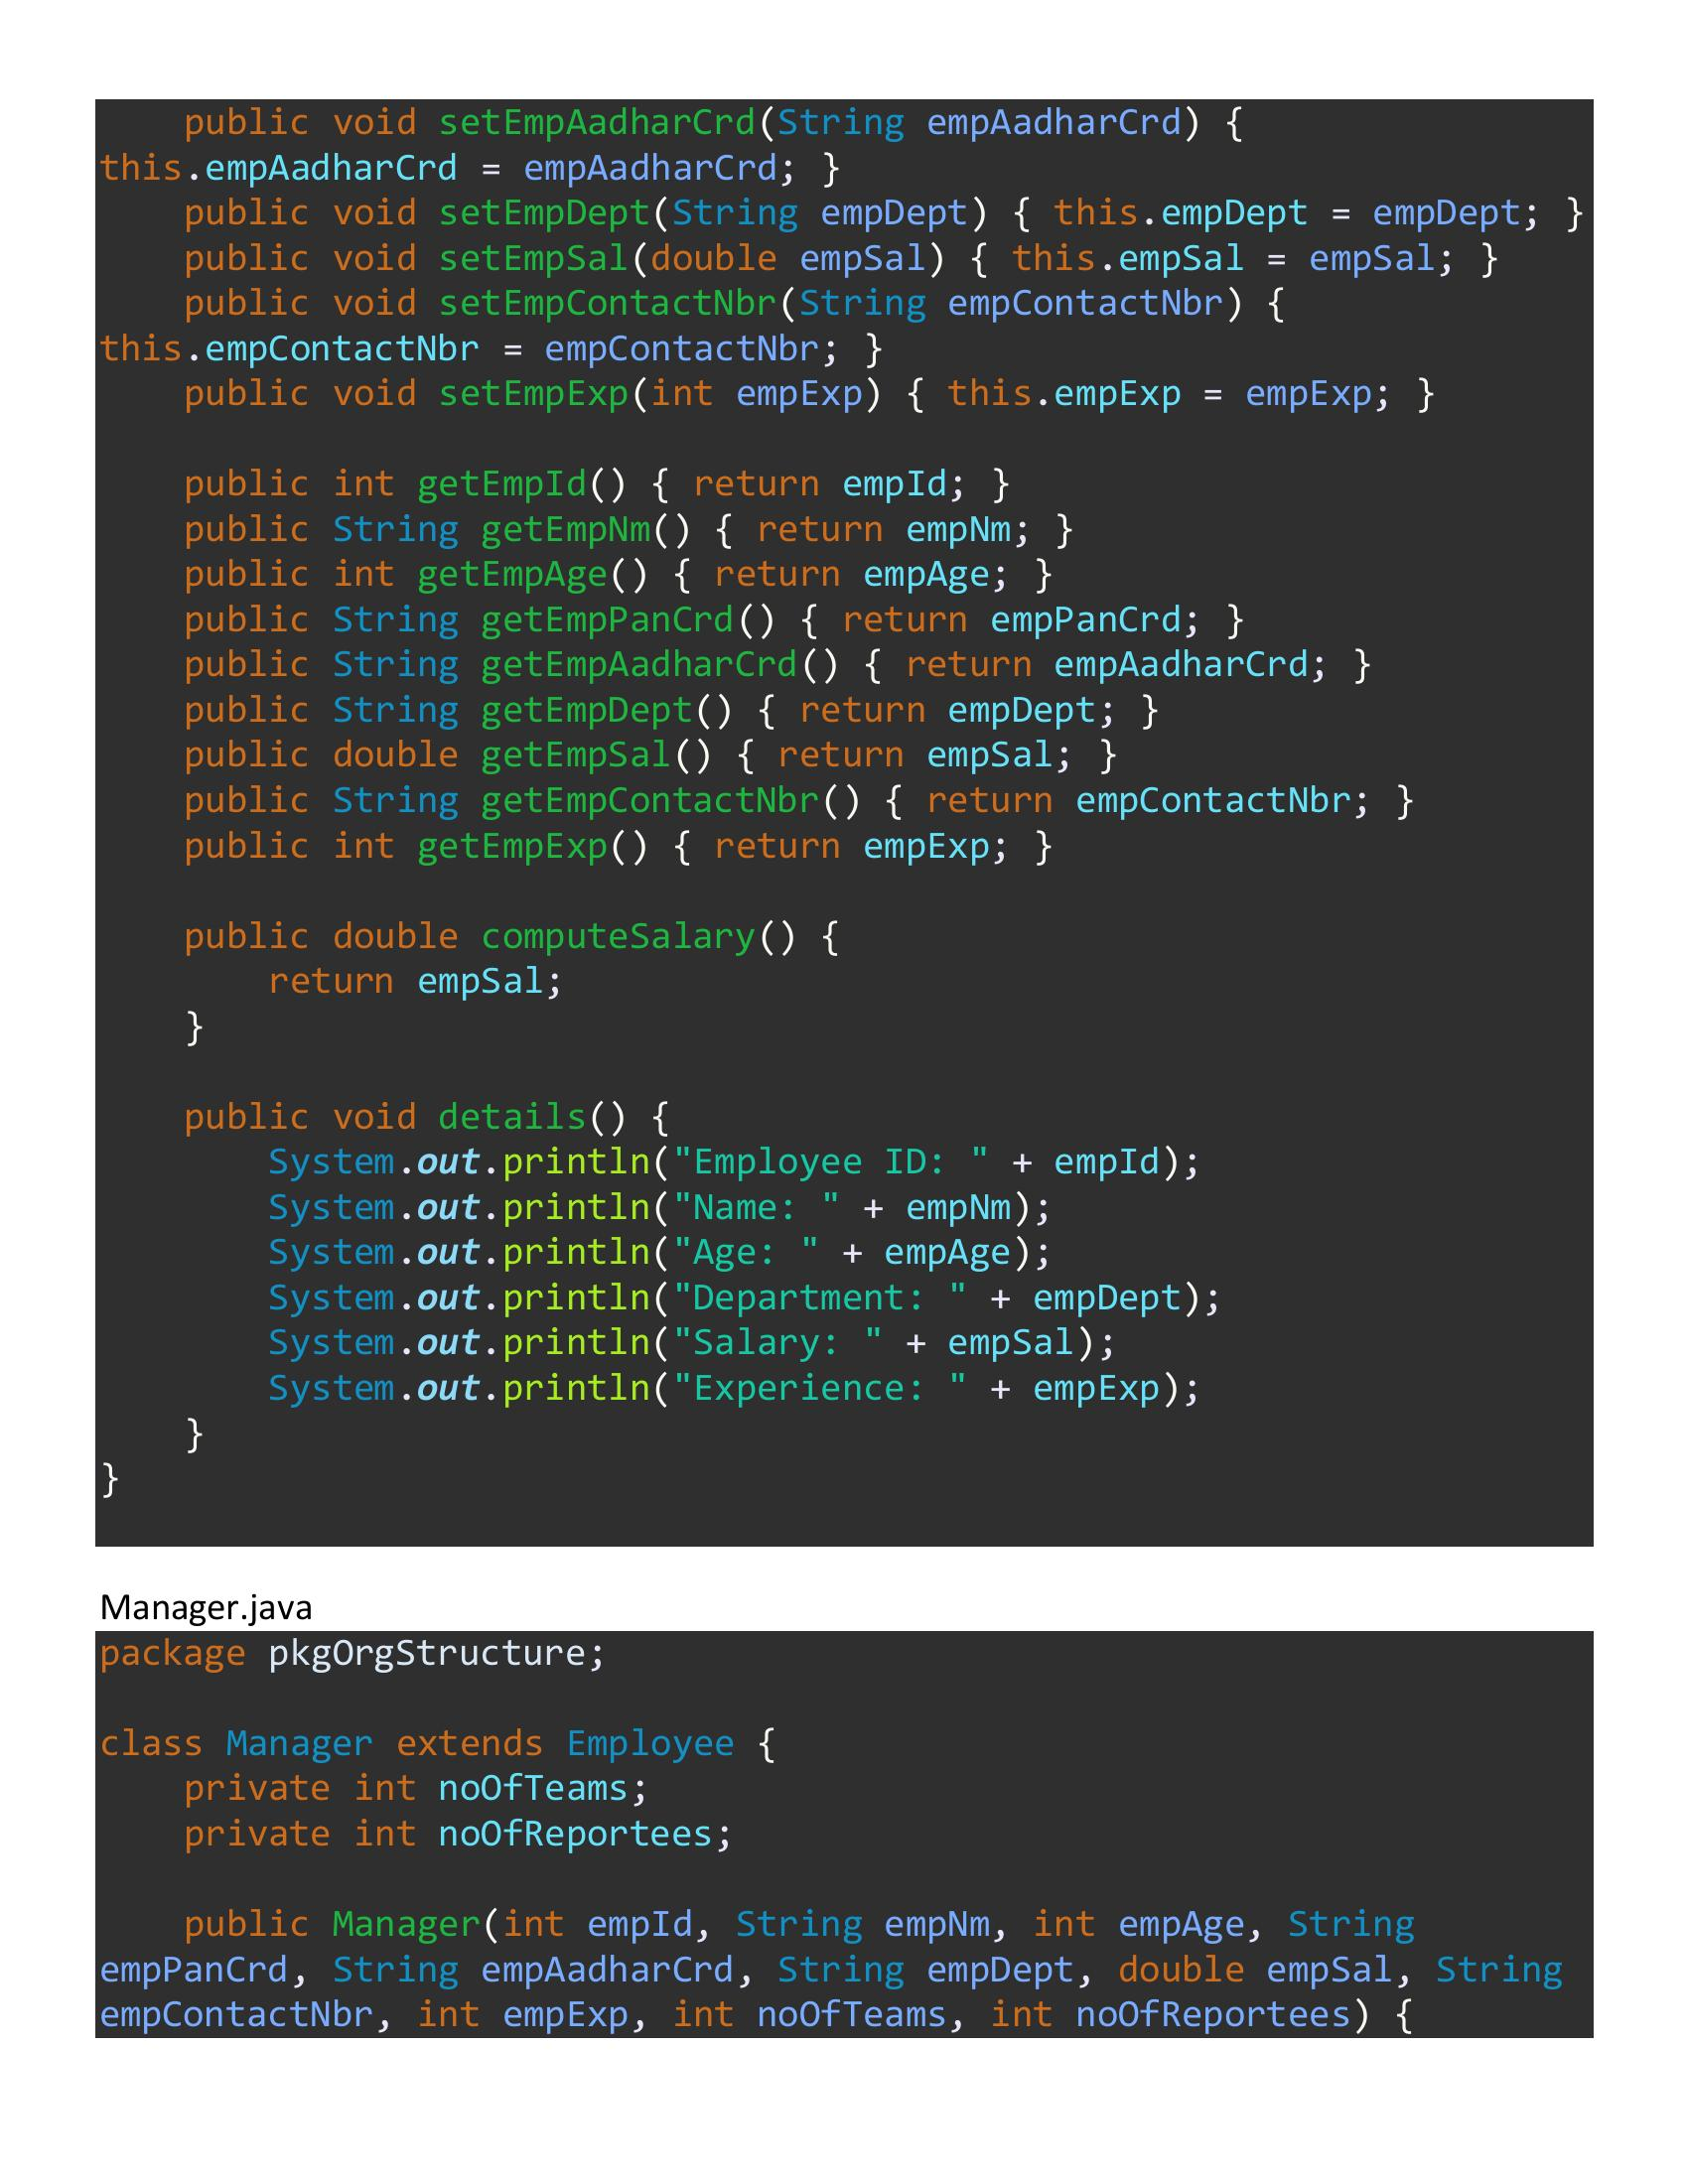 public void setEmpAadharCrd(String empAadharCrd) {
this.empAadharCrd = empAadharCrd; }
    public void setEmpDept(String empDept) { this.empDept = empDept; }
    public void setEmpSal(double empSal) { this.empSal = empSal; }
    public void setEmpContactNbr(String empContactNbr) {
this.empContactNbr = empContactNbr; }
    public void setEmpExp(int empExp) { this.empExp = empExp; }

    public int getEmpId() { return empId; }
    public String getEmpNm() { return empNm; }
    public int getEmpAge() { return empAge; }
    public String getEmpPanCrd() { return empPanCrd; }
    public String getEmpAadharCrd() { return empAadharCrd; }
    public String getEmpDept() { return empDept; }
    public double getEmpSal() { return empSal; }
    public String getEmpContactNbr() { return empContactNbr; }
    public int getEmpExp() { return empExp; }

    public double computeSalary() {
        return empSal;
    }

    public void details() {
        System.out.println("Employee ID: " + empId);
        System.out.println("Name: " + empNm);
        System.out.println("Age: " + empAge);
        System.out.println("Department: " + empDept);
        System.out.println("Salary: " + empSal);
        System.out.println("Experience: " + empExp);
    }
}

Manager.java
package pkgOrgStructure;

class Manager extends Employee {
    private int noOfTeams;
    private int noOfReportees;

    public Manager(int empId, String empNm, int empAge, String
empPanCrd, String empAadharCrd, String empDept, double empSal, String
empContactNbr, int empExp, int noOfTeams, int noOfReportees) {